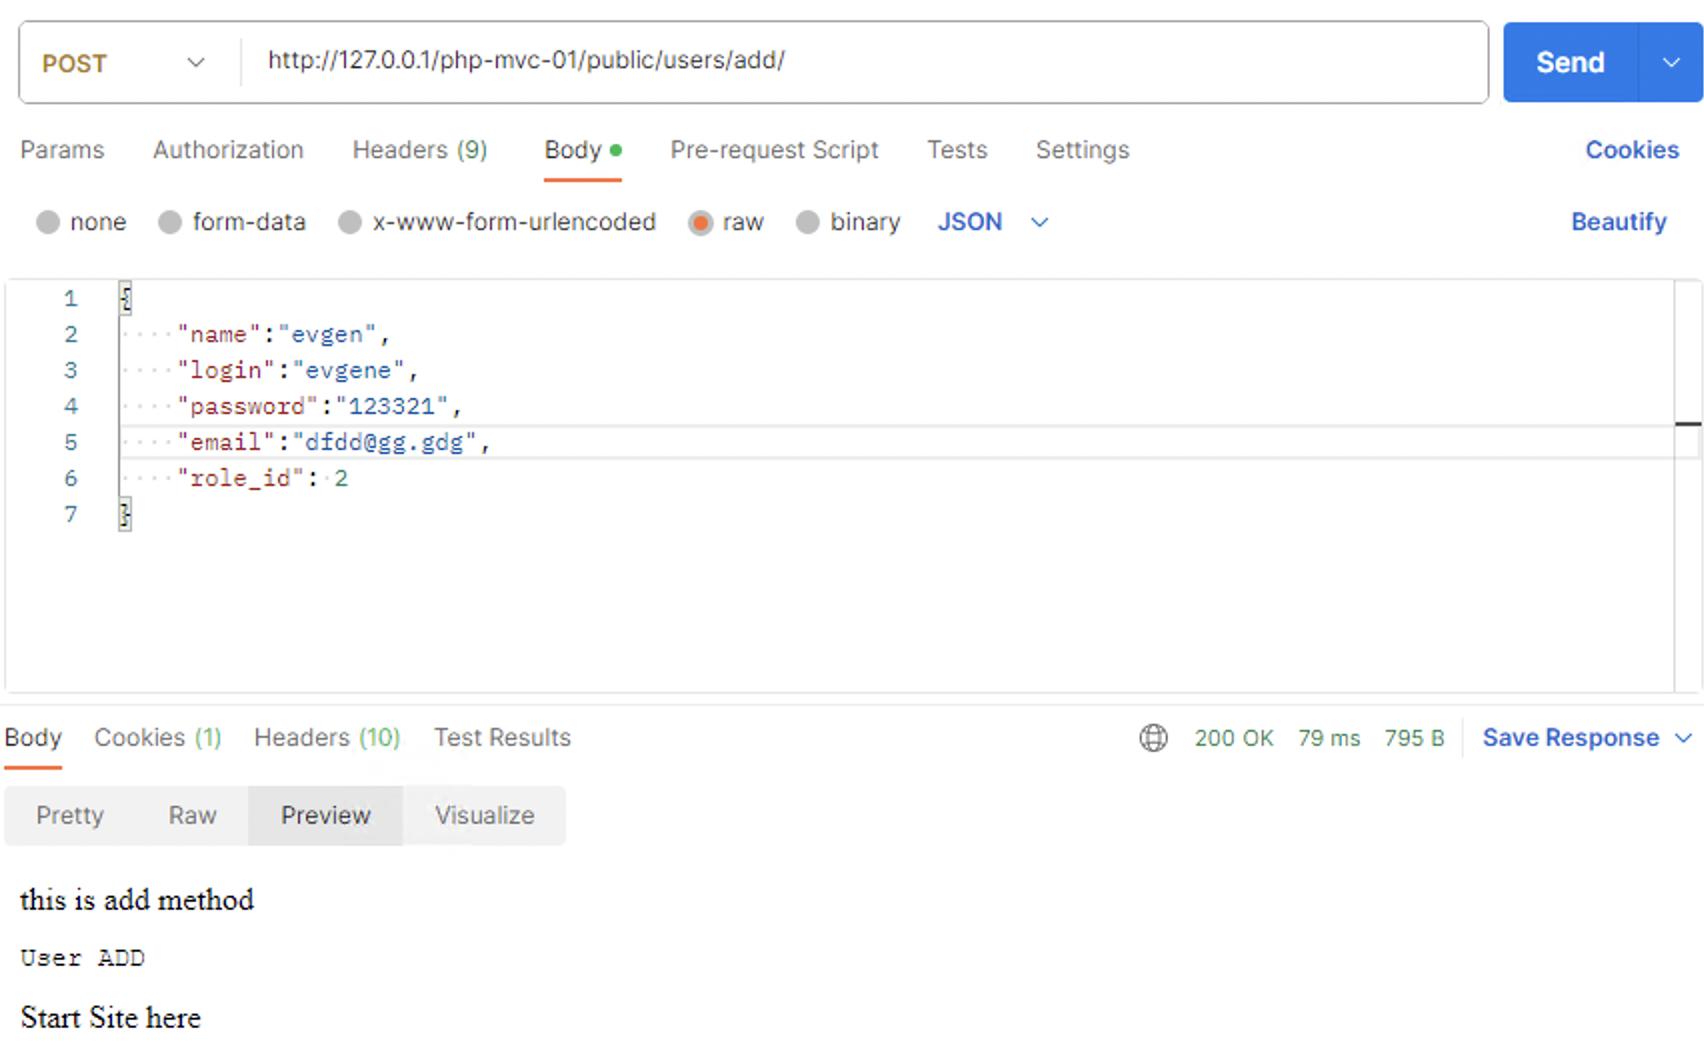 POST http://127.0.0.1/php-mvc-01/public/users/add/ Send
Params Authorization Headers (9) Body Pre-request Script Tests Settings Cookies
none form-data x-www-form-urlencoded raw binary JSON Beautify
1 {
2 "name":"evgen",
3 "login":"evgene",
4 "password":"123321",
5 "email":"dfdd@gg.gdg",
6 "role_id": 2
7 }
Body Cookies (1) Headers (10) Test Results 200 OK 79 ms 795 B Save Response
Pretty Raw Preview Visualize
this is add method
User ADD
Start Site here